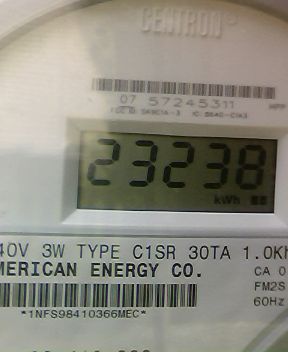 CENTRON®
07 57245311
23238
kWh
40V 3W TYPE C1SR 30TA 1.0Kh
MERICAN ENERGY CO.
CA 0
FM2S
60Hz
*1NFS98410366MEC*